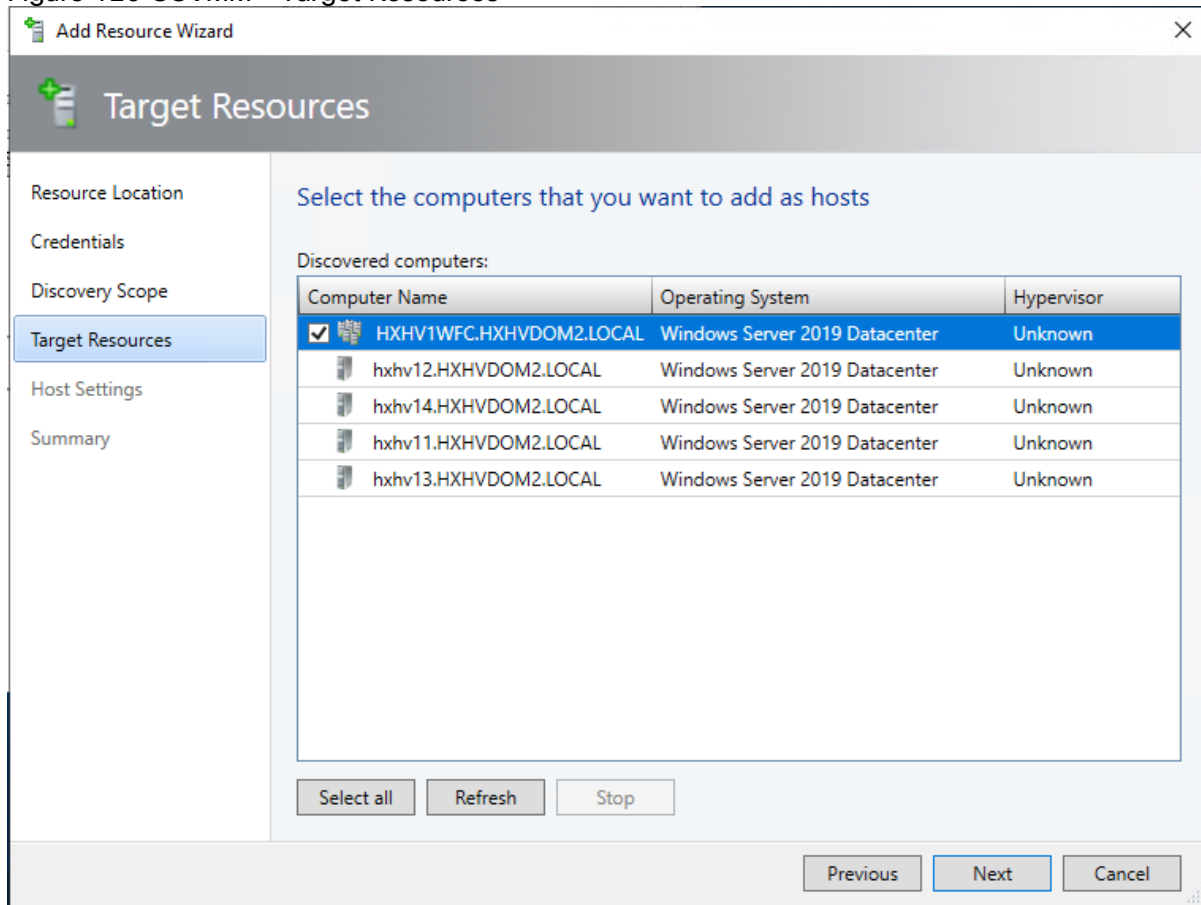 Add Resource Wizard
Target Resources
Resource Location
Credentials
Discovery Scope
Target Resources
Host Settings
Summary
Select the computers that you want to add as hosts
Discovered computers:
Computer Name Operating System Hypervisor
HXHV1WFC.HXHVDOM2.LOCAL Windows Server 2019 Datacenter Unknown
hxhv12.HXHVDOM2.LOCAL Windows Server 2019 Datacenter Unknown
hxhv14.HXHVDOM2.LOCAL Windows Server 2019 Datacenter Unknown
hxhv11.HXHVDOM2.LOCAL Windows Server 2019 Datacenter Unknown
hxhv13.HXHVDOM2.LOCAL Windows Server 2019 Datacenter Unknown
Select all Refresh Stop
Previous Next Cancel